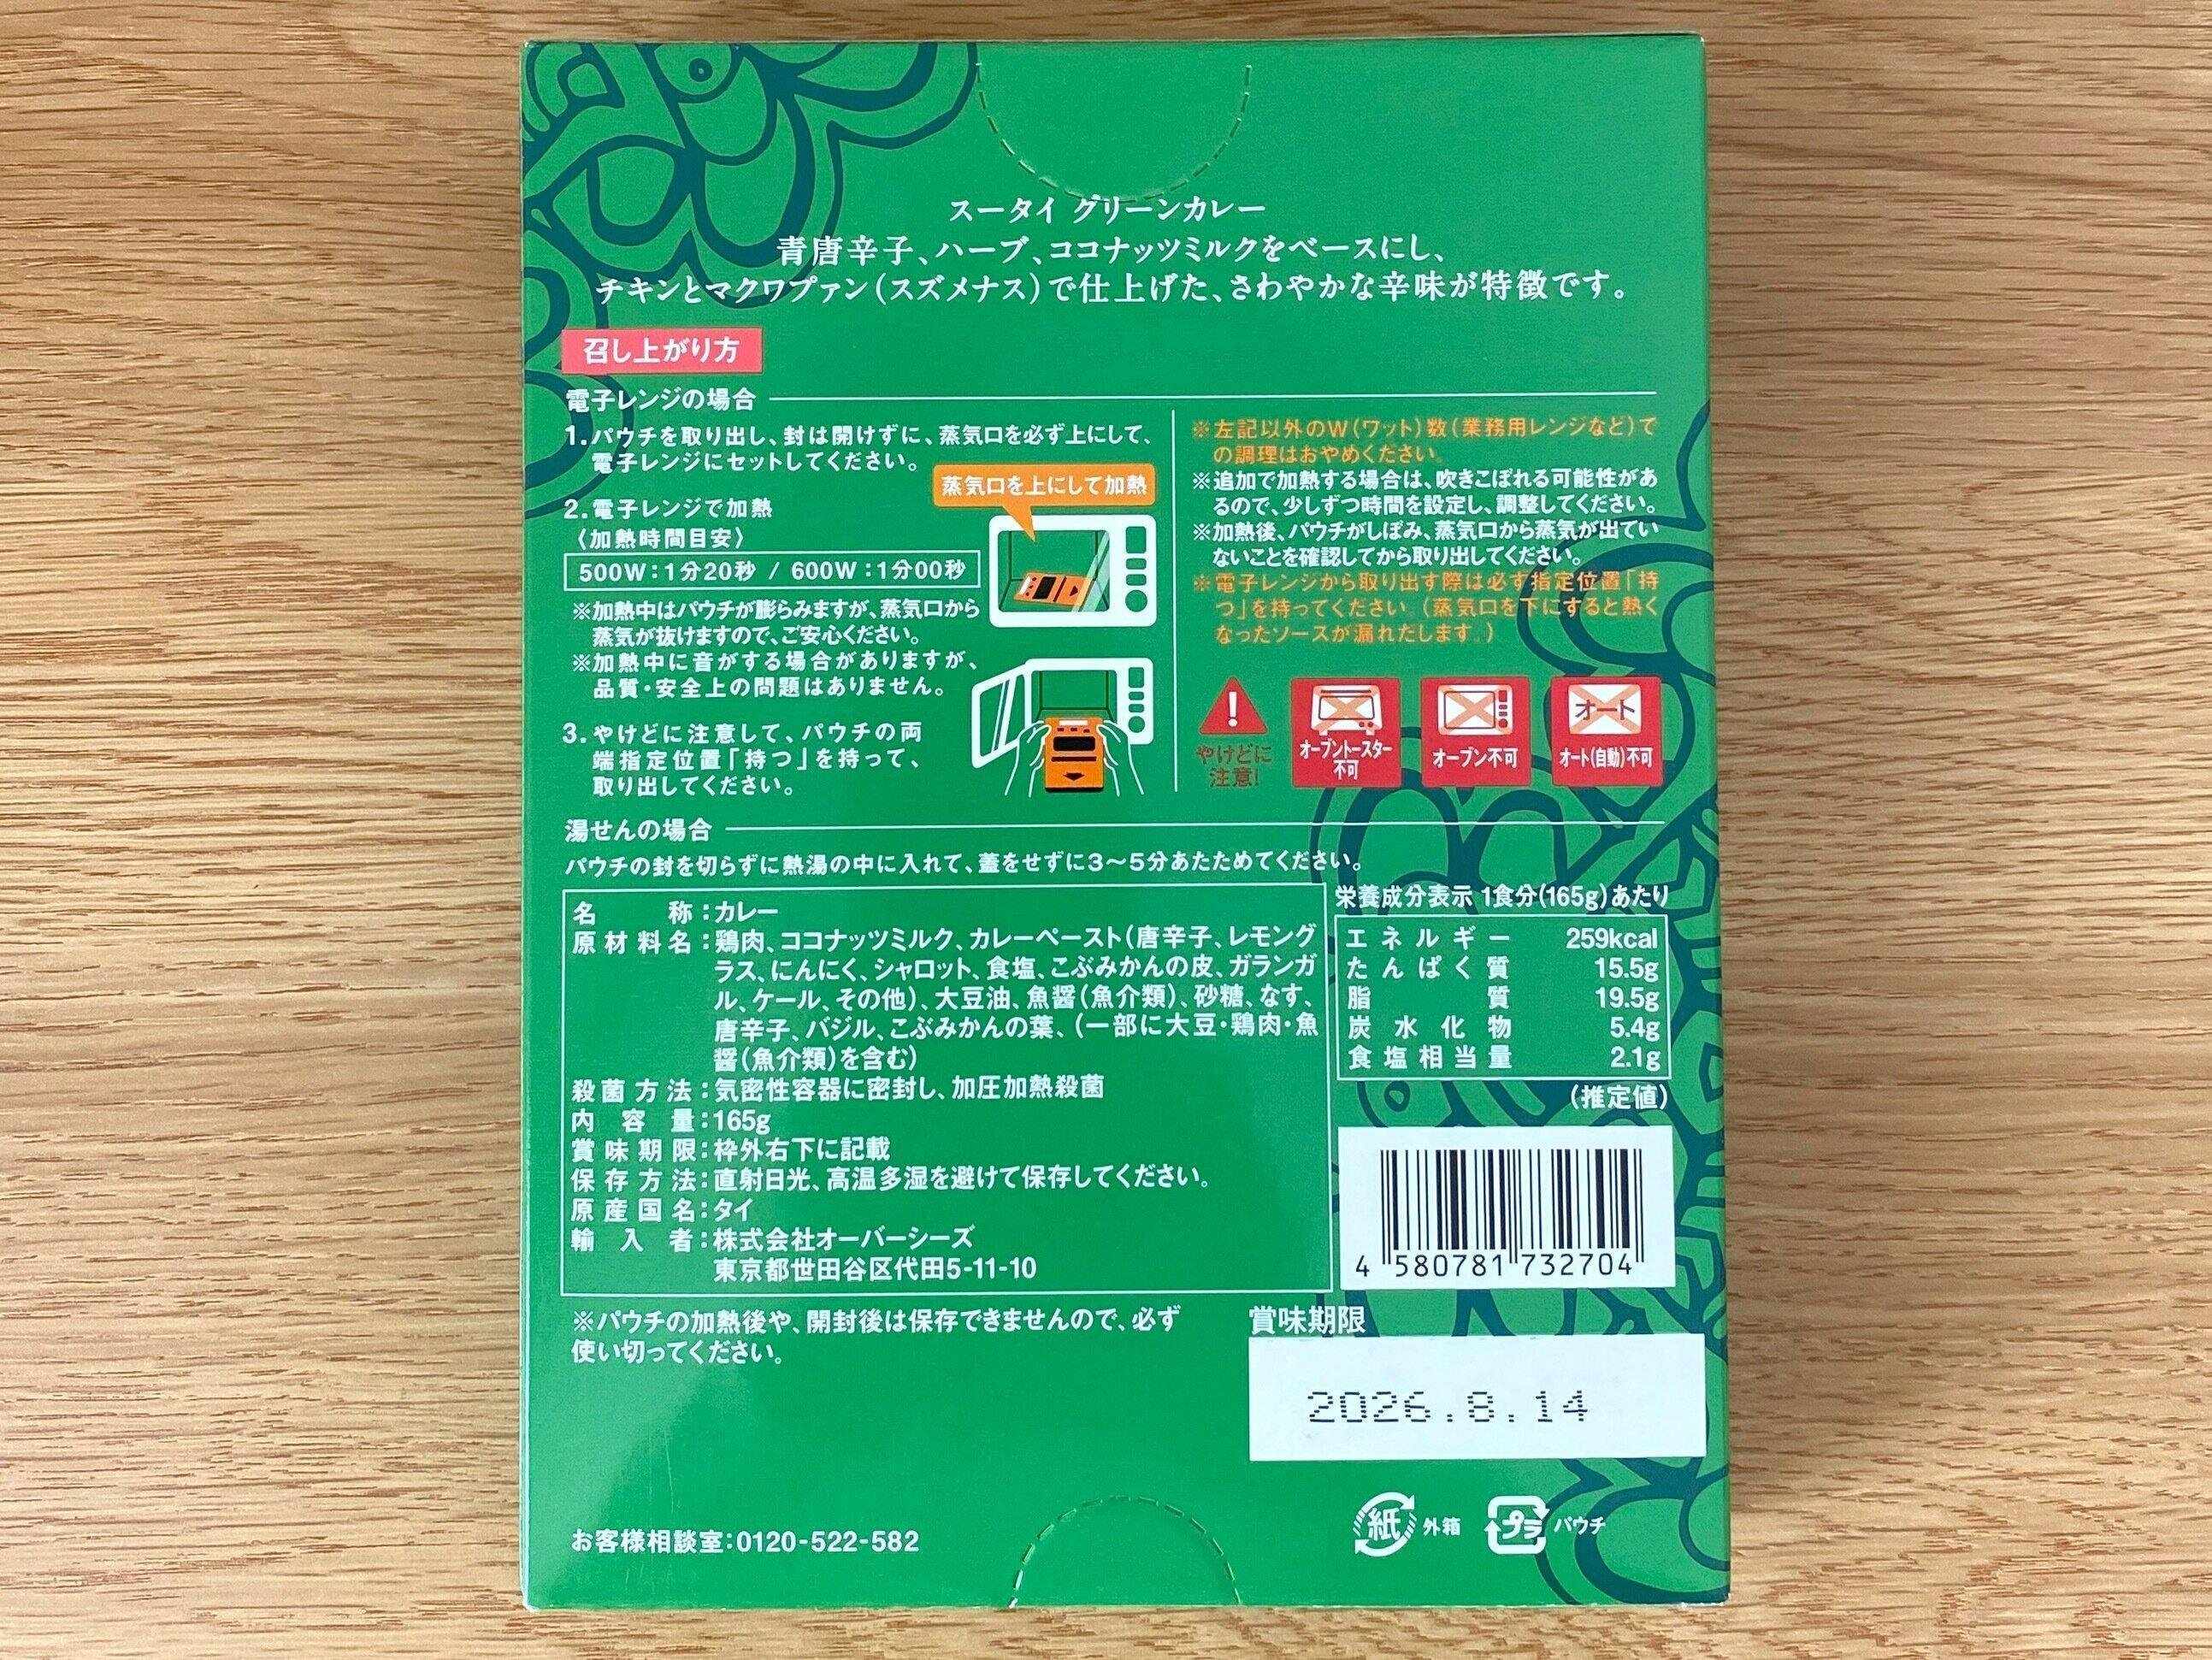 スータイ グリーンカレー
青唐辛子、ハーブ、ココナッツミルクをベースにし、
チキンとマクワプァン(スズメナス)で仕上げた、さわやかな辛味が特徴です。
召し上がり方
電子レンジの場合
1.パウチを取り出し、封は開けずに、蒸気口を必ず上にして、
電子レンジにセットしてください。
蒸気口を上にして加熱
2.電子レンジで加熱
〈加熱時間目安〉
500W:1分20秒 / 600W:1分00秒
※加熱中はパウチが膨らみますが、蒸気口から
蒸気が抜けますので、ご安心ください。
※加熱中に音がする場合がありますが、
品質・安全上の問題はありません。
3.やけどに注意して、パウチの両
端指定位置「持つ」を持って、
取り出してください。
※左記以外のW(ワット)数(業務用レンジなど)で
の調理はおやめください。
※追加で加熱する場合は、吹きこぼれる可能性があ
るので、少しずつ時間を設定し、調整してください。
※加熱後、パウチがしぼみ、蒸気口から蒸気が出てい
ないことを確認してから取り出してください。
※電子レンジから取り出す際は必ず指定位置「持
つ」を持ってください。(蒸気口を下にすると熱く
なったソースが漏れだします。)
やけどに
注意!
オーブントースター
不可
オーブン不可
オート
オート(自動)不可
湯せんの場合
パウチの封を切らずに熱湯の中に入れて、蓋をせずに3〜5分あたためてください。
名称:カレー
原材料名:鶏肉、ココナッツミルク、カレーペースト(唐辛子、レモング
ラス、にんにく、シャロット、食塩、こぶみかんの皮、ガランガ
ル、ケール、その他)、大豆油、魚醤(魚介類)、砂糖、なす、
唐辛子、バジル、こぶみかんの葉、(一部に大豆・鶏肉・魚
醤(魚介類)を含む)
殺菌方法:気密性容器に密封し、加圧加熱殺菌
内容量:165g
賞味期限:枠外右下に記載
保存方法:直射日光、高温多湿を避けて保存してください。
原産国名:タイ
輸入者:株式会社オーバーシーズ
東京都世田谷区代田5-11-10
栄養成分表示 1食分(165g)あたり
エネルギー 259kcal
たんぱく質 15.5g
脂質 19.5g
炭水化物 5.4g
食塩相当量 2.1g
(推定値)
4 580781 732704
※パウチの加熱後や、開封後は保存できませんので、必ず
使い切ってください。
賞味期限
2026.8.14
お客様相談室:0120-522-582
紙 外箱 プラ パウチ